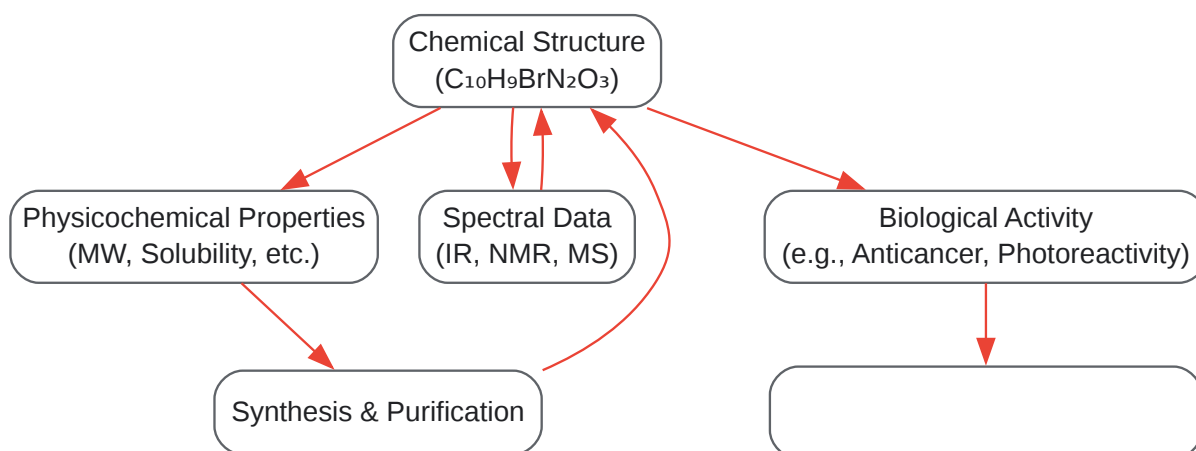 Chemical Structure
(C₁₀H₉BrN₂O₃)
Physicochemical Properties
(MW, Solubility, etc.)
Spectral Data
(IR, NMR, MS)
Biological Activity
(e.g., Anticancer, Photoreactivity)
Synthesis & Purification